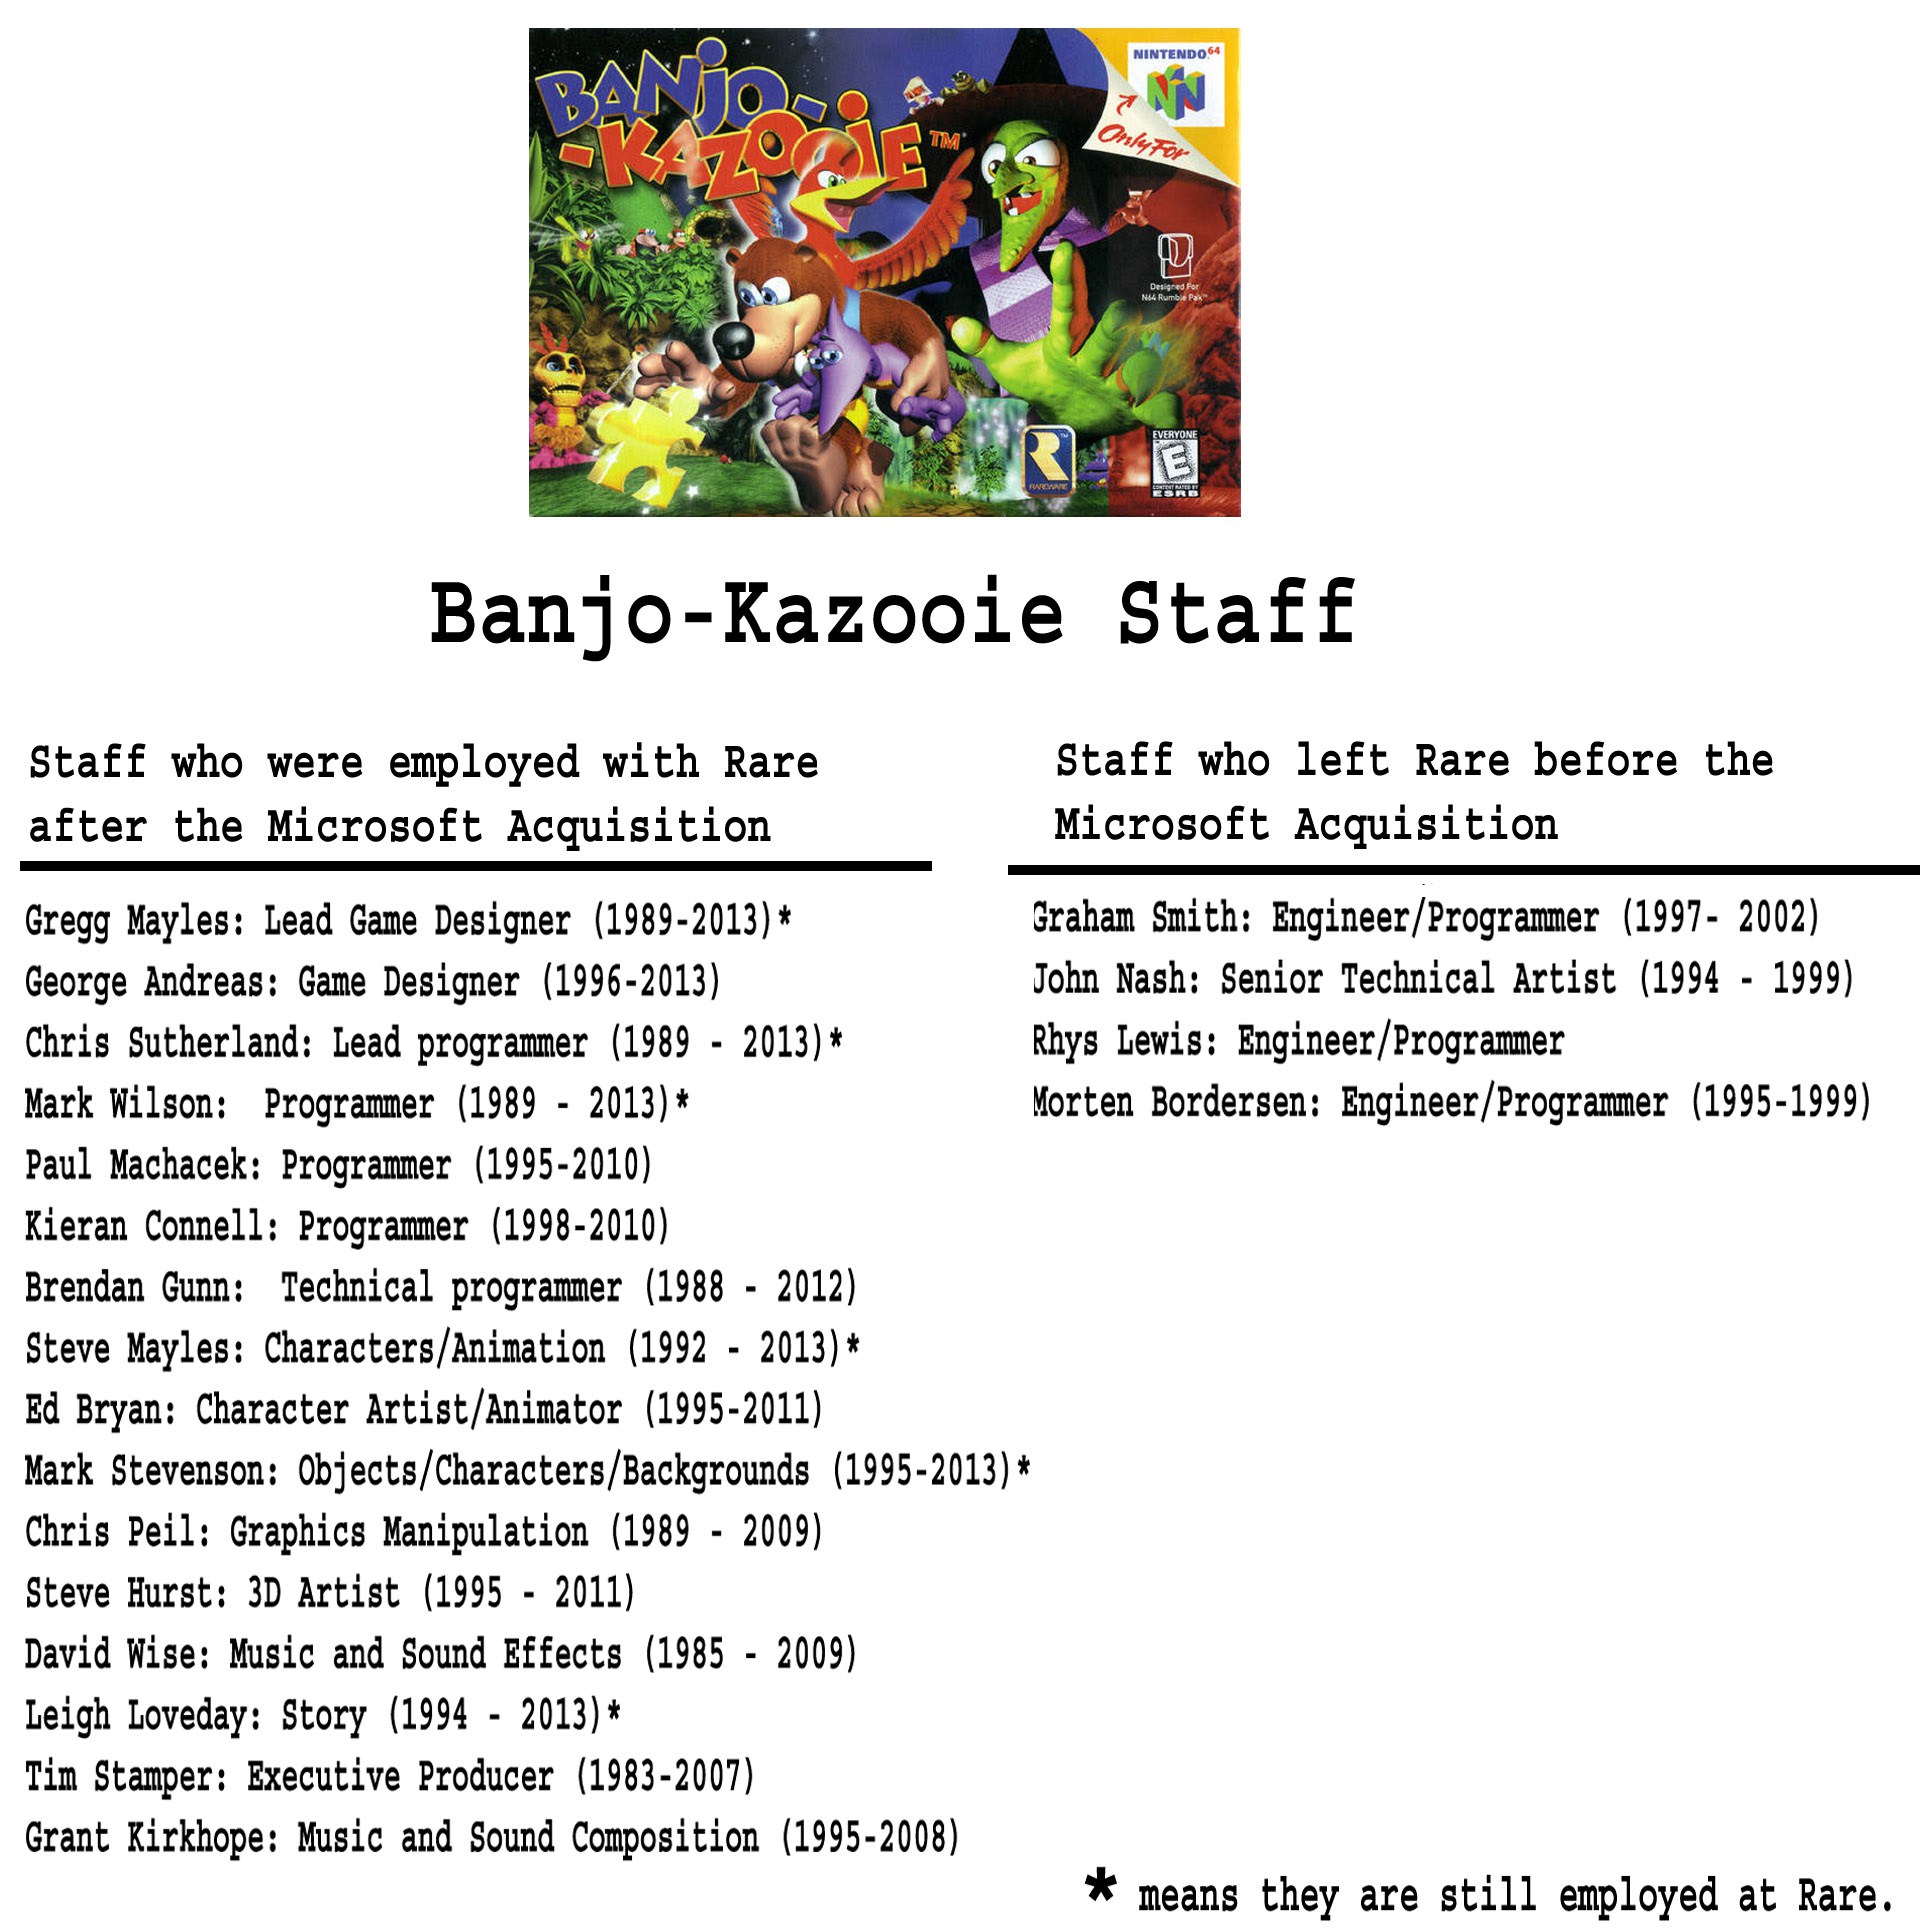 BANJO-
-KAZOOIE™
NINTENDO 64
Only For
Designed For
N64 Rumble Pak™
RAREWARE
EVERYONE
E
CONTENT RATED BY
ESRB
Banjo-Kazooie Staff
Staff who were employed with Rare
after the Microsoft Acquisition
Gregg Mayles: Lead Game Designer (1989-2013)*
George Andreas: Game Designer (1996-2013)
Chris Sutherland: Lead programmer (1989 - 2013)*
Mark Wilson:  Programmer (1989 - 2013)*
Paul Machacek: Programmer (1995-2010)
Kieran Connell: Programmer (1998-2010)
Brendan Gunn:  Technical programmer (1988 - 2012)
Steve Mayles: Characters/Animation (1992 - 2013)*
Ed Bryan: Character Artist/Animator (1995-2011)
Mark Stevenson: Objects/Characters/Backgrounds (1995-2013)*
Chris Peil: Graphics Manipulation (1989 - 2009)
Steve Hurst: 3D Artist (1995 - 2011)
David Wise: Music and Sound Effects (1985 - 2009)
Leigh Loveday: Story (1994 - 2013)*
Tim Stamper: Executive Producer (1983-2007)
Grant Kirkhope: Music and Sound Composition (1995-2008)
Staff who left Rare before the
Microsoft Acquisition
Graham Smith: Engineer/Programmer (1997- 2002)
John Nash: Senior Technical Artist (1994 - 1999)
Rhys Lewis: Engineer/Programmer
Morten Bordersen: Engineer/Programmer (1995-1999)
* means they are still employed at Rare.